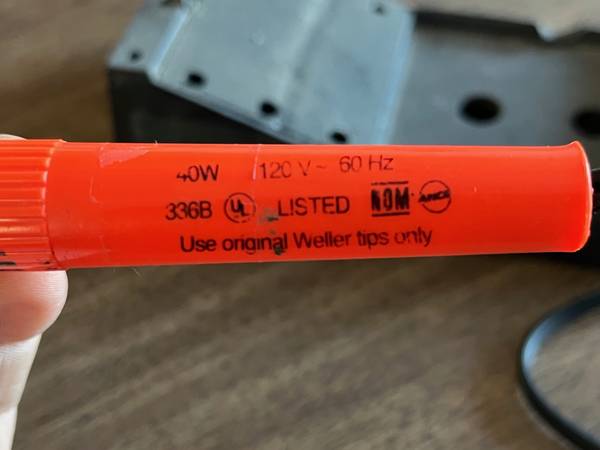 40W 120 V ~ 60 Hz
336B UL LISTED NOM ANCE
Use original Weller tips only